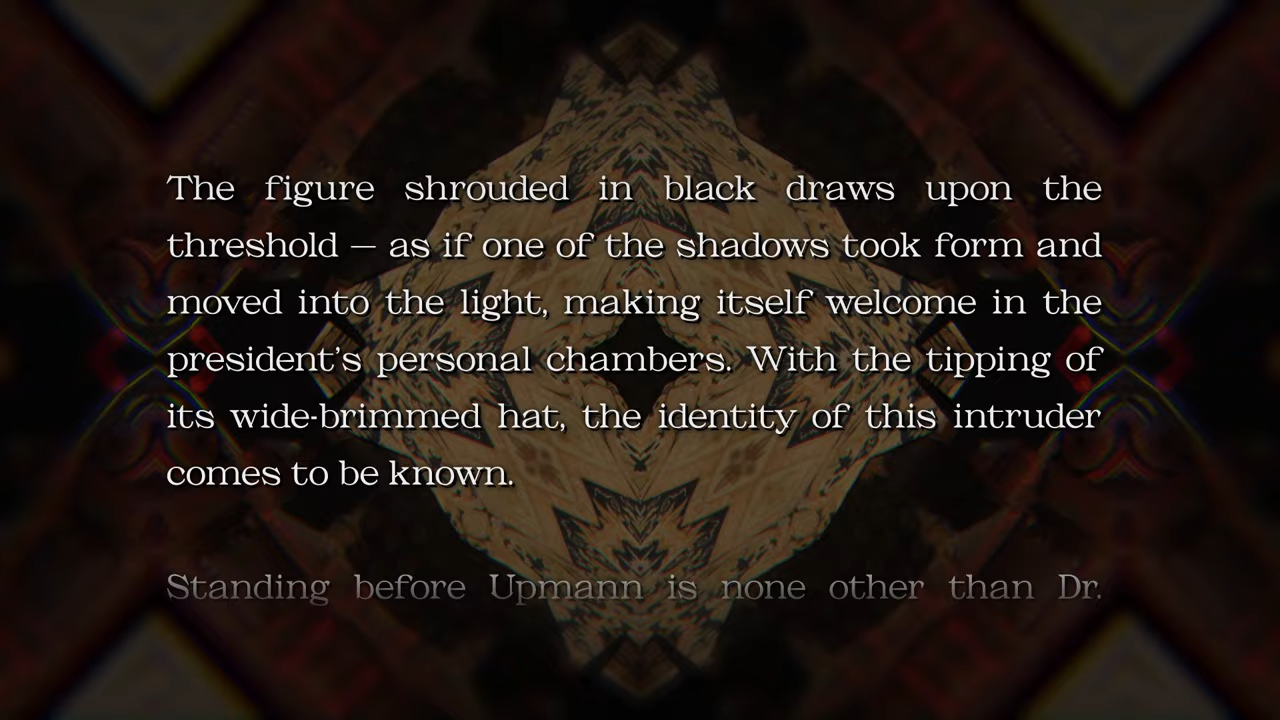 The figure shrouded in black draws upon the
threshold — as if one of the shadows took form and
moved into the light, making itself welcome in the
president's personal chambers. With the tipping of
its wide-brimmed hat, the identity of this intruder
comes to be known.
Standing before Upmann is none other than Dr.